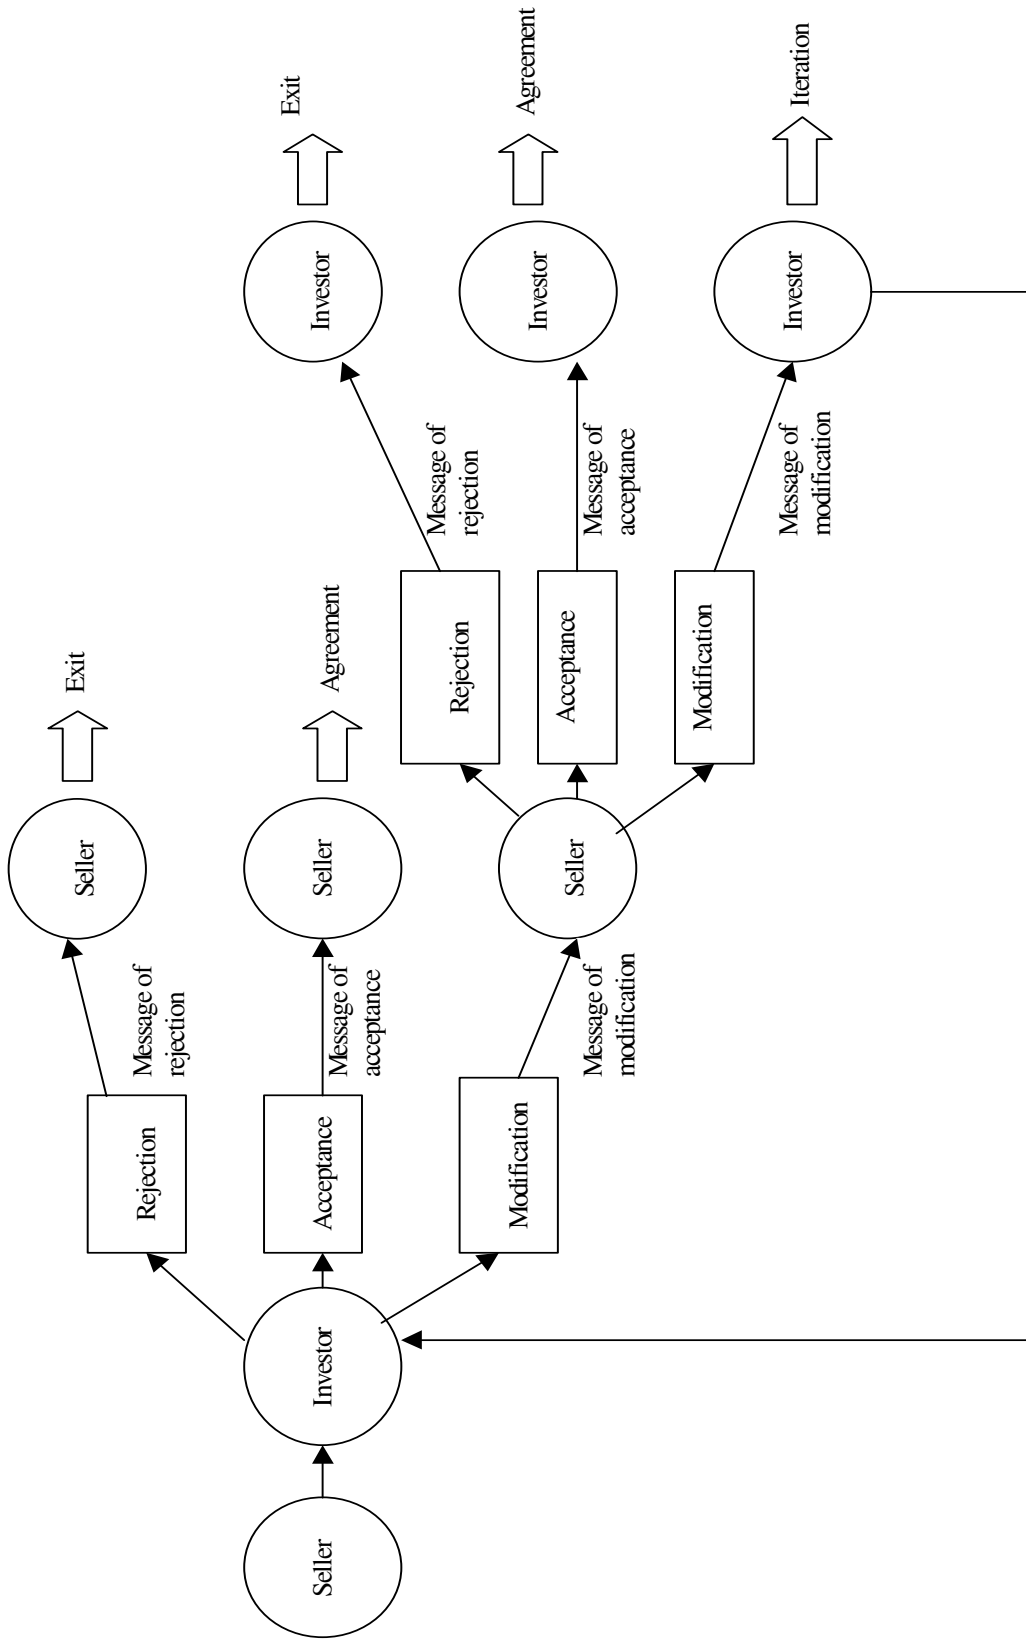 Seller
Investor
Rejection
Message of
rejection
Seller
Exit
Acceptance
Message of
acceptance
Seller
Agreement
Modification
Message of
modification
Seller
Rejection
Message of
rejection
Investor
Exit
Acceptance
Message of
acceptance
Investor
Agreement
Modification
Message of
modification
Investor
Iteration